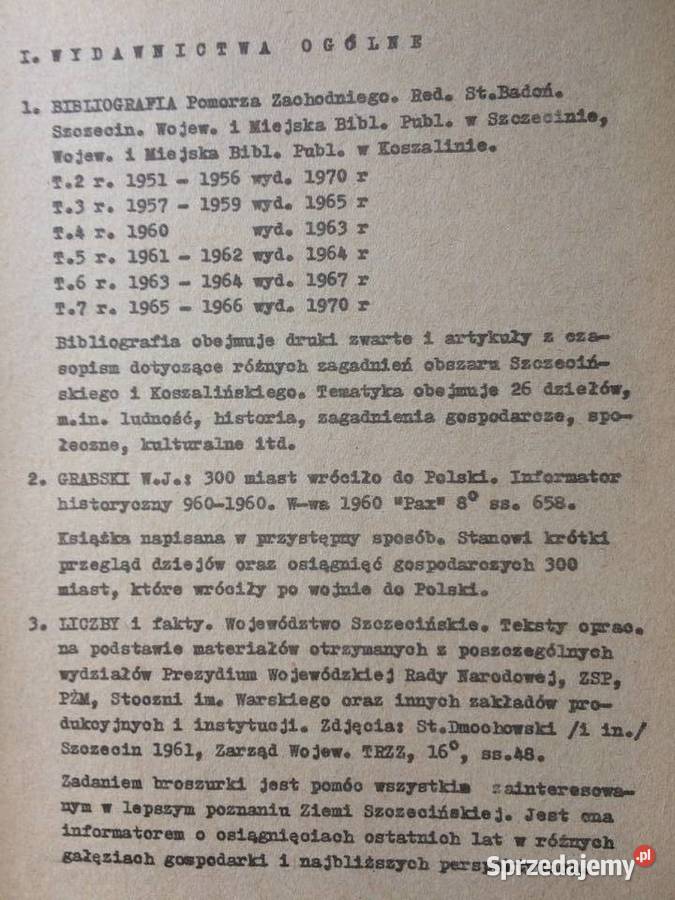 I. WYDAWNICTWA OGÓLNE
1. BIBLIOGRAFIA Pomorza Zachodniego. Red. St.Badoń.
Szczecin. Wojew. i Miejska Bibl. Publ. w Szczecinie,
Wojew. i Miejska Bibl. Publ. w Koszalinie.
T.2 r. 1951 - 1956 wyd. 1970 r
T.3 r. 1957 - 1959 wyd. 1965 r
T.4 r. 1960 wyd. 1963 r
T.5 r. 1961 - 1962 wyd. 1964 r
T.6 r. 1963 - 1964 wyd. 1967 r
T.7 r. 1965 - 1966 wyd. 1970 r
Bibliografia obejmuje druki zwarte i artykuły z cza-
sopism dotyczące różnych zagadnień obszaru Szczeciń-
skiego i Koszalińskiego. Tematyka obejmuje 26 działów,
m.in. ludność, historia, zagadnienia gospodarcze, spo-
łeczne, kulturalne itd.
2. GRABSKI W.J.: 300 miast wróciło do Polski. Informator
historyczny 960-1960. W-wa 1960 "Pax" 8° ss. 658.
Książka napisana w przystępny sposób. Stanowi krótki
przegląd dziejów oraz osiągnięć gospodarczych 300
miast, które wróciły po wojnie do Polski.
3. LICZBY i fakty. Województwo Szczecińskie. Teksty oprac.
na podstawie materiałów otrzymanych z poszczególnych
wydziałów Prezydium Wojewódzkiej Rady Narodowej, ZSP,
PŻM, Stoczni im. Warskiego oraz innych zakładów pro-
dukcyjnych i instytucji. Zdjęcia: St.Dmochowski /i in./
Szczecin 1961, Zarząd Wojew. TRZZ, 16°, ss.48.
Zadaniem broszurki jest pomóc wszystkim zainteresowa-
nym w lepszym poznaniu Ziemi Szczecińskiej. Jest ona
informatorem o osiągnięciach ostatnich lat w różnych
gałęziach gospodarki i najbliższych
Sprzedajemy.pl